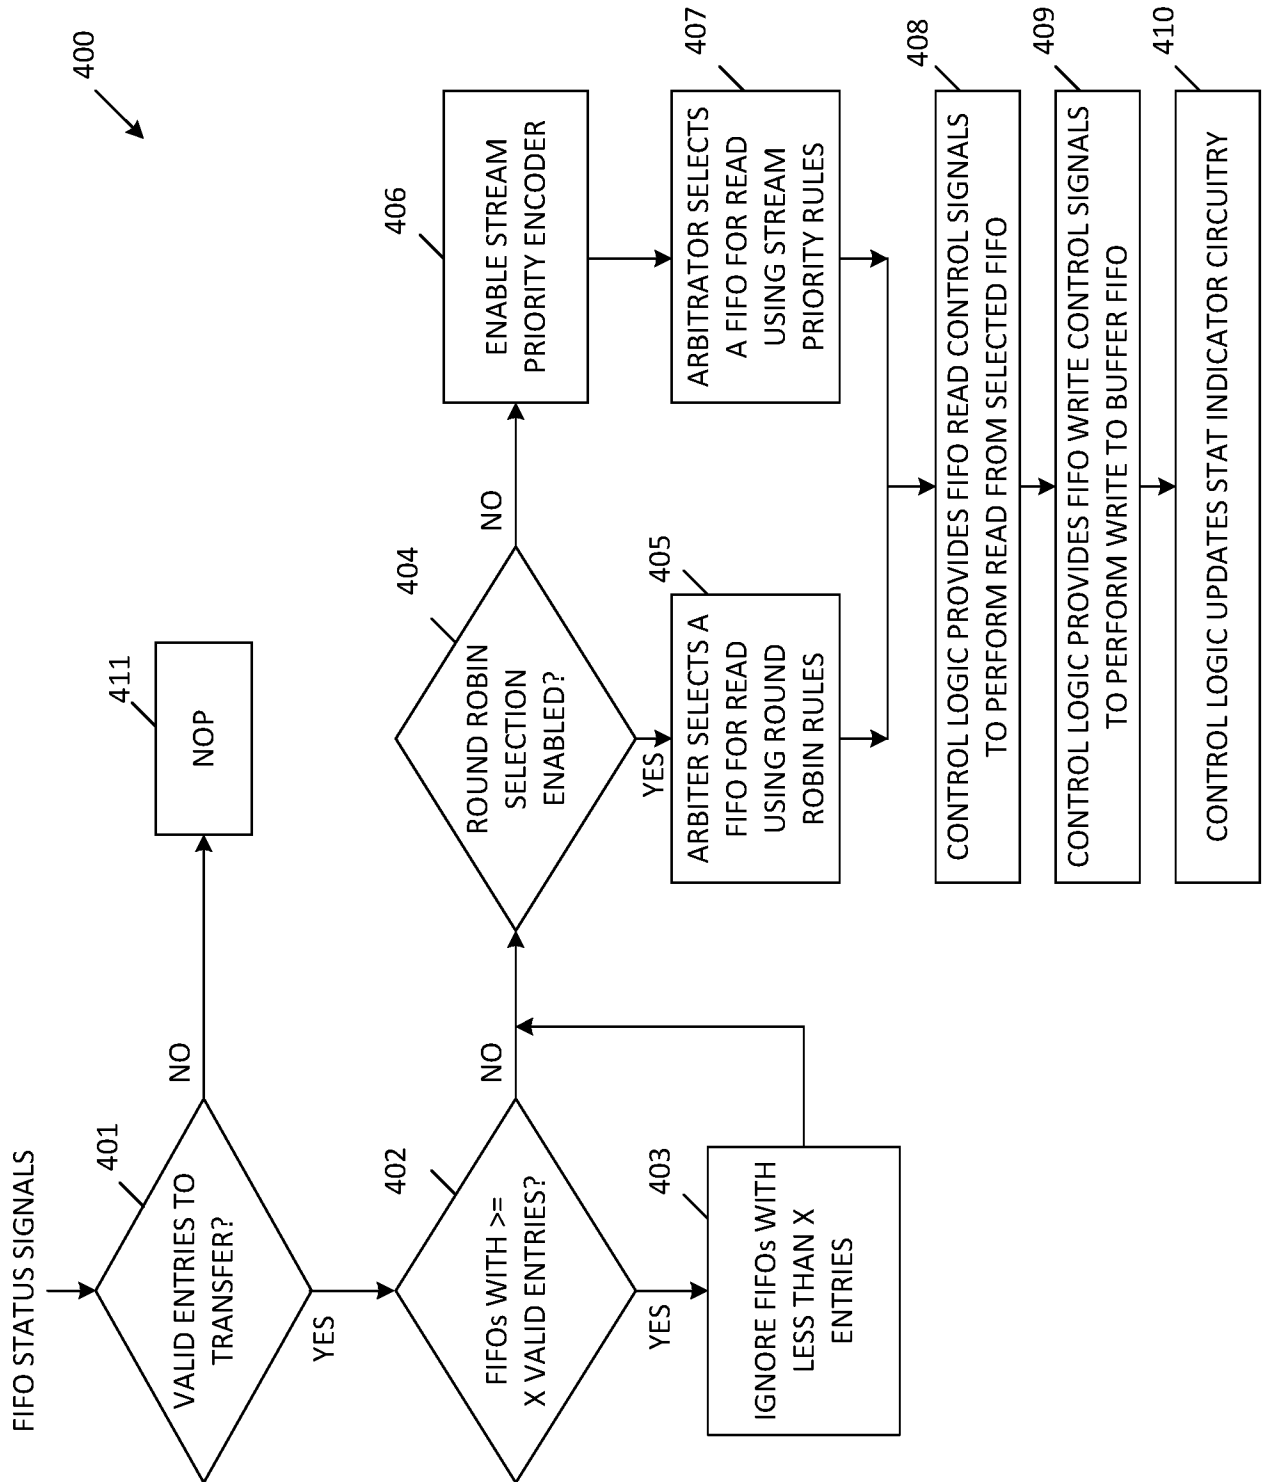 400
FIFO STATUS SIGNALS
401
VALID ENTRIES TO
TRANSFER?
NO
YES
411
NOP
402
FIFOs WITH >=
X VALID ENTRIES?
NO
YES
403
IGNORE FIFOs WITH
LESS THAN X
ENTRIES
404
ROUND ROBIN
SELECTION
ENABLED?
NO
YES
405
ARBITER SELECTS A
FIFO FOR READ
USING ROUND
ROBIN RULES
406
ENABLE STREAM
PRIORITY ENCODER
407
ARBITRATOR SELECTS
A FIFO FOR READ
USING STREAM
PRIORITY RULES
408
CONTROL LOGIC PROVIDES FIFO READ CONTROL SIGNALS
TO PERFORM READ FROM SELECTED FIFO
409
CONTROL LOGIC PROVIDES FIFO WRITE CONTROL SIGNALS
TO PERFORM WRITE TO BUFFER FIFO
410
CONTROL LOGIC UPDATES STAT INDICATOR CIRCUITRY